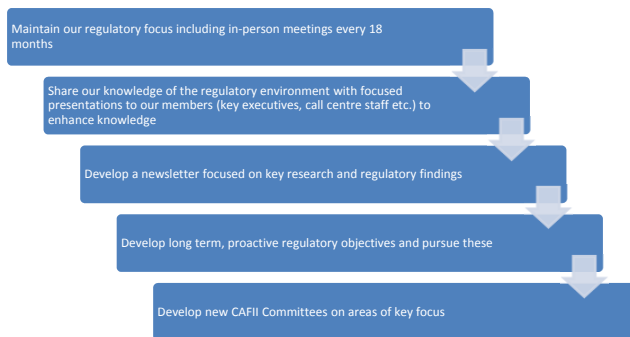 Maintain our regulatory focus including in-person meetings every 18
months
Share our knowledge of the regulatory environment with focused
presentations to our members (key executives, call centre staff etc.) to
enhance knowledge
Develop a newsletter focused on key research and regulatory findings
Develop long term, proactive regulatory objectives and pursue these
Develop new CAFII Committees on areas of key focus